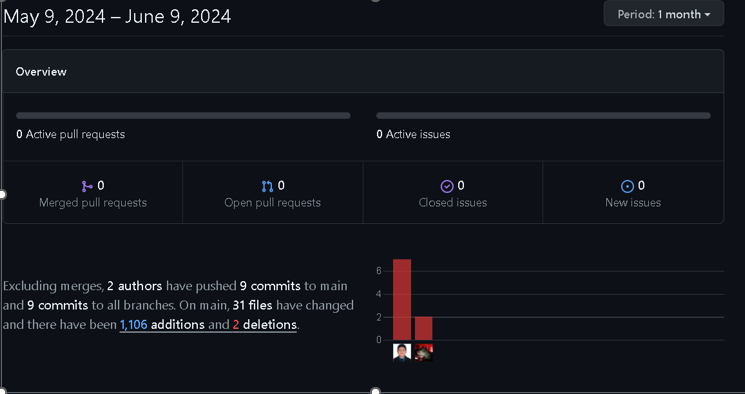 May 9, 2024 – June 9, 2024
Period: 1 month
Overview
0 Active pull requests
0 Active issues
0
Merged pull requests
0
Open pull requests
0
Closed issues
0
New issues
Excluding merges, 2 authors have pushed 9 commits to main
and 9 commits to all branches. On main, 31 files have changed
and there have been 1,106 additions and 2 deletions.
6
4
2
0